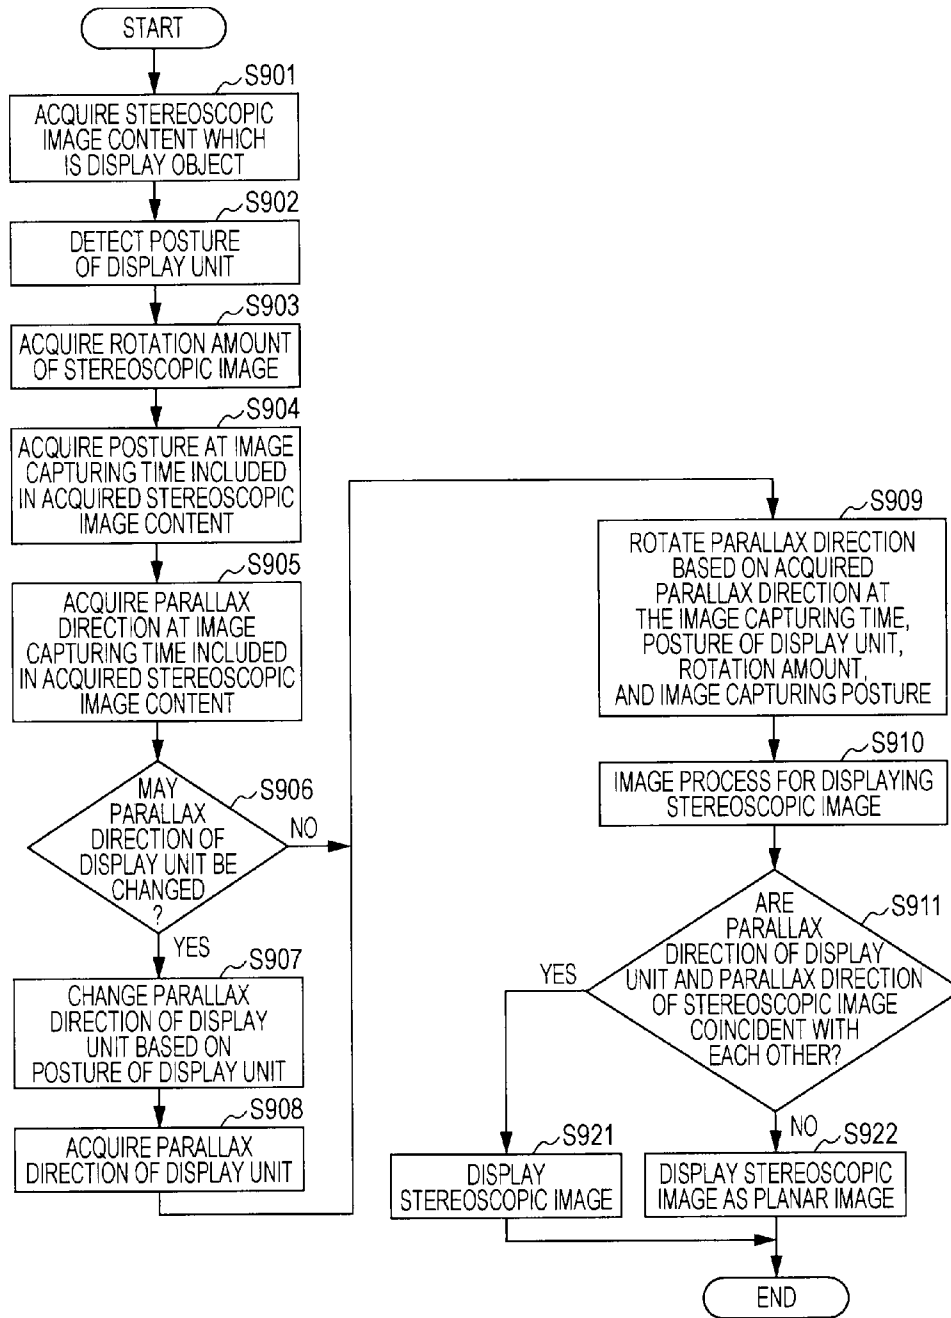 START
S901
ACQUIRE STEREOSCOPIC
IMAGE CONTENT WHICH
IS DISPLAY OBJECT
S902
DETECT POSTURE
OF DISPLAY UNIT
S903
ACQUIRE ROTATION AMOUNT
OF STEREOSCOPIC IMAGE
S904
ACQUIRE POSTURE AT IMAGE
CAPTURING TIME INCLUDED
IN ACQUIRED STEREOSCOPIC
IMAGE CONTENT
S905
ACQUIRE PARALLAX
DIRECTION AT IMAGE
CAPTURING TIME INCLUDED
IN ACQUIRED STEREOSCOPIC
IMAGE CONTENT
S906
MAY
PARALLAX
DIRECTION OF
DISPLAY UNIT BE
CHANGED
?
NO
YES
S907
CHANGE PARALLAX
DIRECTION OF DISPLAY
UNIT BASED ON
POSTURE OF DISPLAY UNIT
S908
ACQUIRE PARALLAX
DIRECTION OF DISPLAY UNIT
S909
ROTATE PARALLAX DIRECTION
BASED ON ACQUIRED
PARALLAX DIRECTION AT
THE IMAGE CAPTURING TIME,
POSTURE OF DISPLAY UNIT,
ROTATION AMOUNT,
AND IMAGE CAPTURING POSTURE
S910
IMAGE PROCESS FOR DISPLAYING
STEREOSCOPIC IMAGE
S911
ARE
PARALLAX
DIRECTION OF DISPLAY
UNIT AND PARALLAX DIRECTION
OF STEREOSCOPIC IMAGE
COINCIDENT WITH
EACH OTHER?
YES
NO
S921
DISPLAY
STEREOSCOPIC IMAGE
S922
DISPLAY STEREOSCOPIC
IMAGE AS PLANAR IMAGE
END